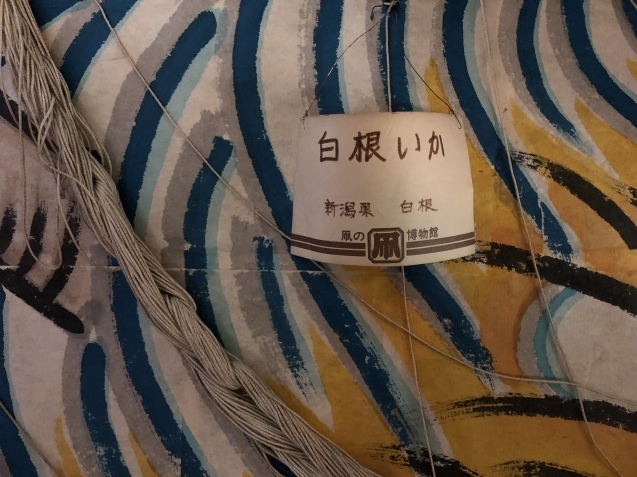 白根いか
新潟県 白根
凧の 凧 博物館